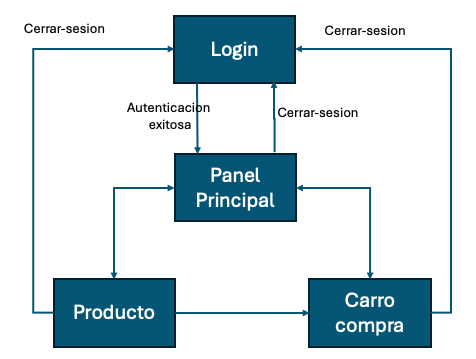 Cerrar-sesion
Cerrar-sesion
Login
Autenticacion
exitosa
Cerrar-sesion
Panel
Principal
Producto
Carro
compra